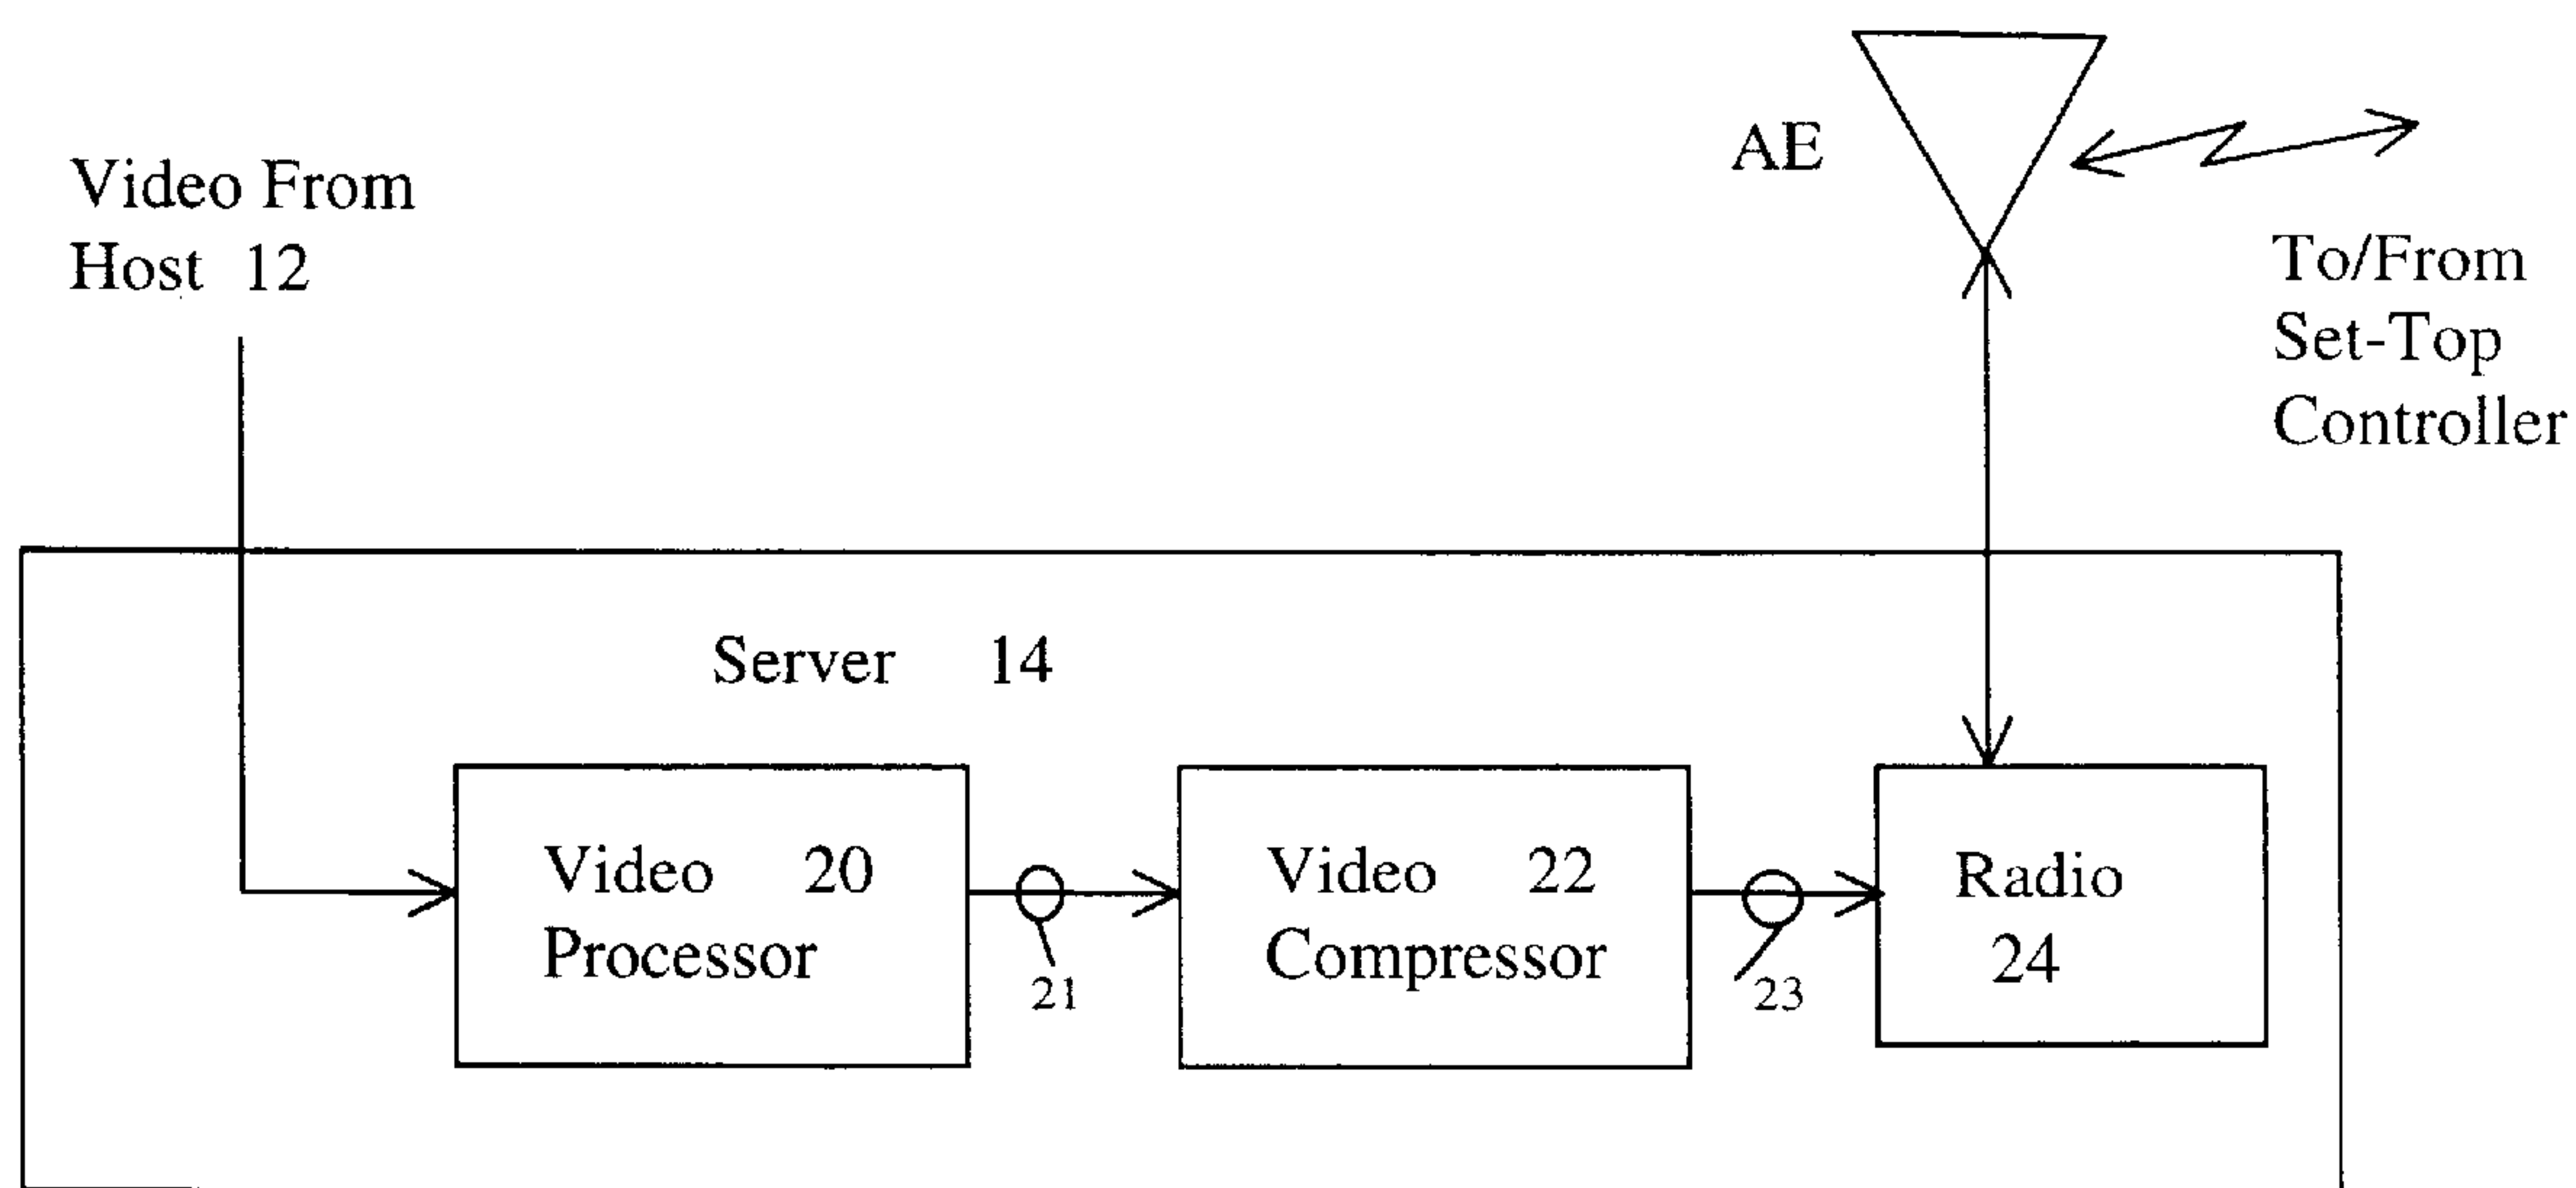 Video From
Host 12
AE
To/From
Set-Top
Controller
Server 14
Video 20
Processor
21
Video 22
Compressor
23
Radio
24